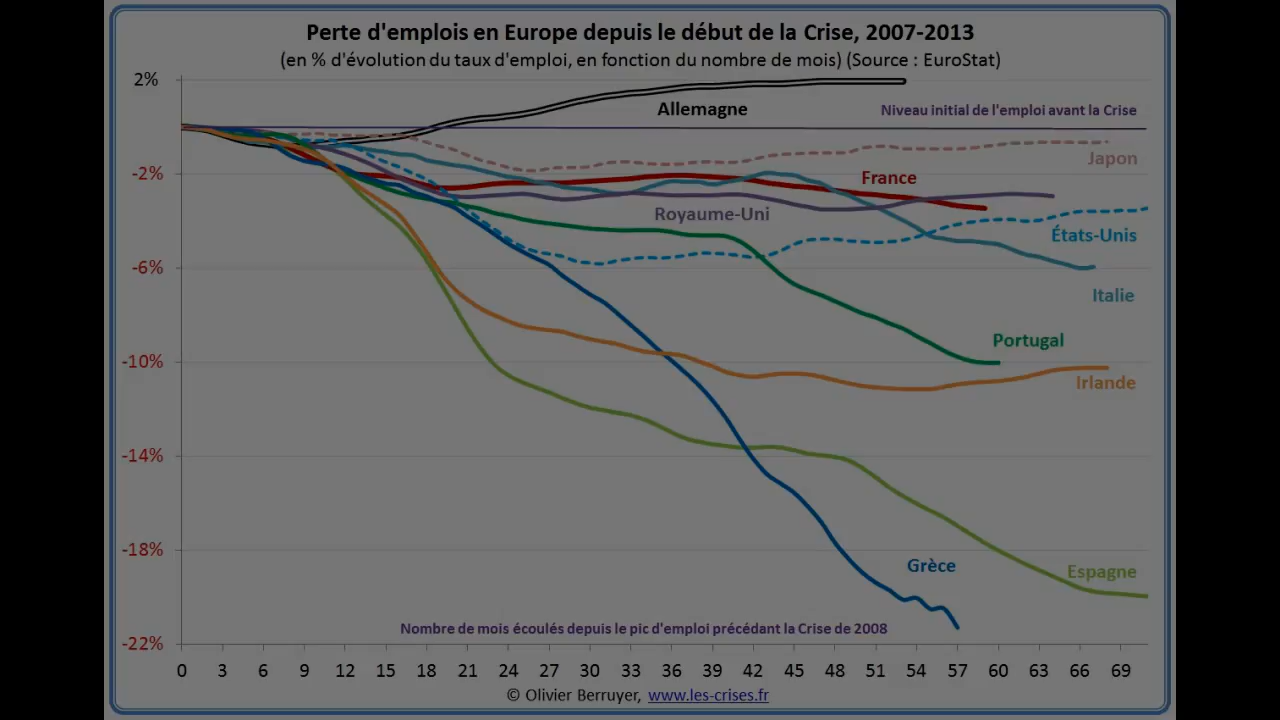 Perte d'emplois en Europe depuis le début de la Crise, 2007-2013
(en % d'évolution du taux d'emploi, en fonction du nombre de mois) (Source : EuroStat)
2%
Allemagne
Niveau initial de l'emploi avant la Crise
Japon
-2%
France
Royaume-Uni
États-Unis
-6%
Italie
Portugal
-10%
Irlande
-14%
-18%
Grèce
Espagne
Nombre de mois écoulés depuis le pic d'emploi précédant la Crise de 2008
-22%
0 3 6 9 12 15 18 21 24 27 30 33 36 39 42 45 48 51 54 57 60 63 66 69
© Olivier Berruyer, www.les-crises.fr